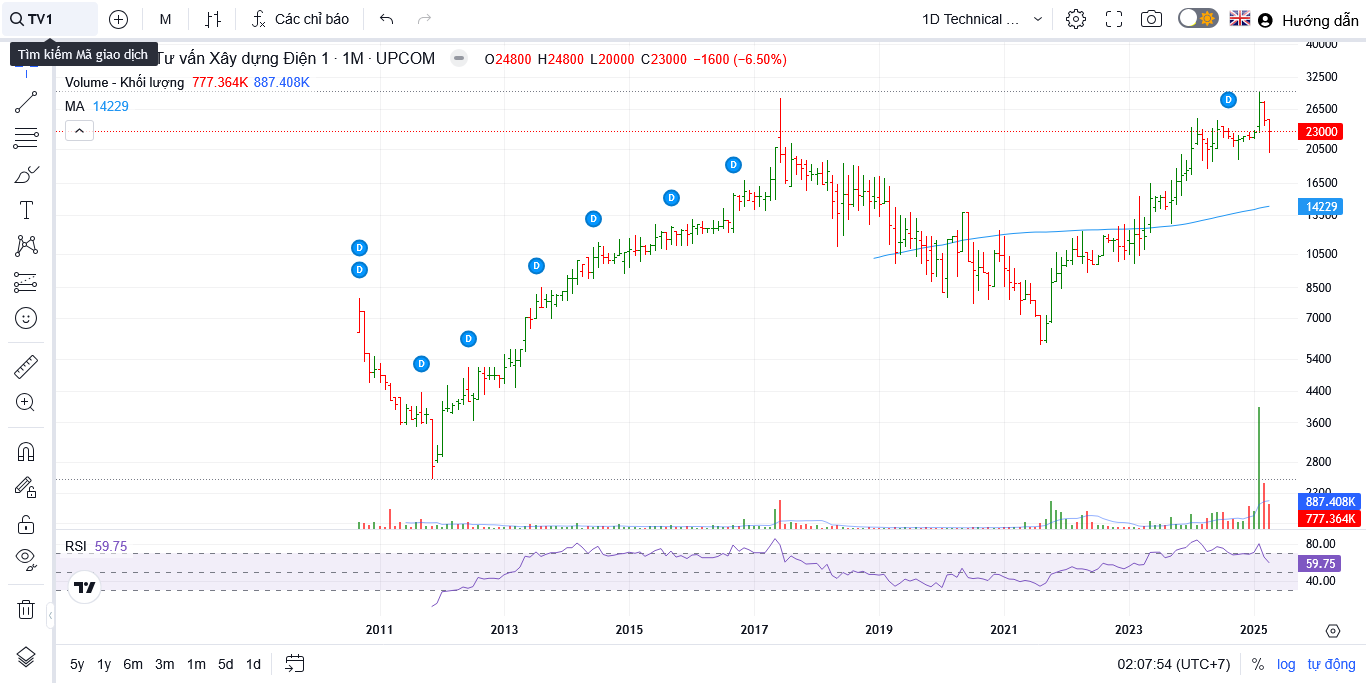 TV1
M
Các chỉ báo
1D Technical ...
Hướng dẫn
Tìm kiếm Mã giao dịch
Tư vấn Xây dựng Điện 1 · 1M · UPCOM
O24800 H24800 L20000 C23000 −1600 (−6.50%)
Volume - Khối lượng 777.364K 887.408K
MA 14229
D
D
D
D
D
D
D
D
D
D
40000
32500
26500
23000
20500
16500
14229
13500
10500
8500
7000
5400
4400
3600
2800
2200
887.408K
777.364K
RSI 59.75
80.00
59.75
40.00
2011 2013 2015 2017 2019 2021 2023 2025
5y 1y 6m 3m 1m 5d 1d
02:07:54 (UTC+7) % log tự động